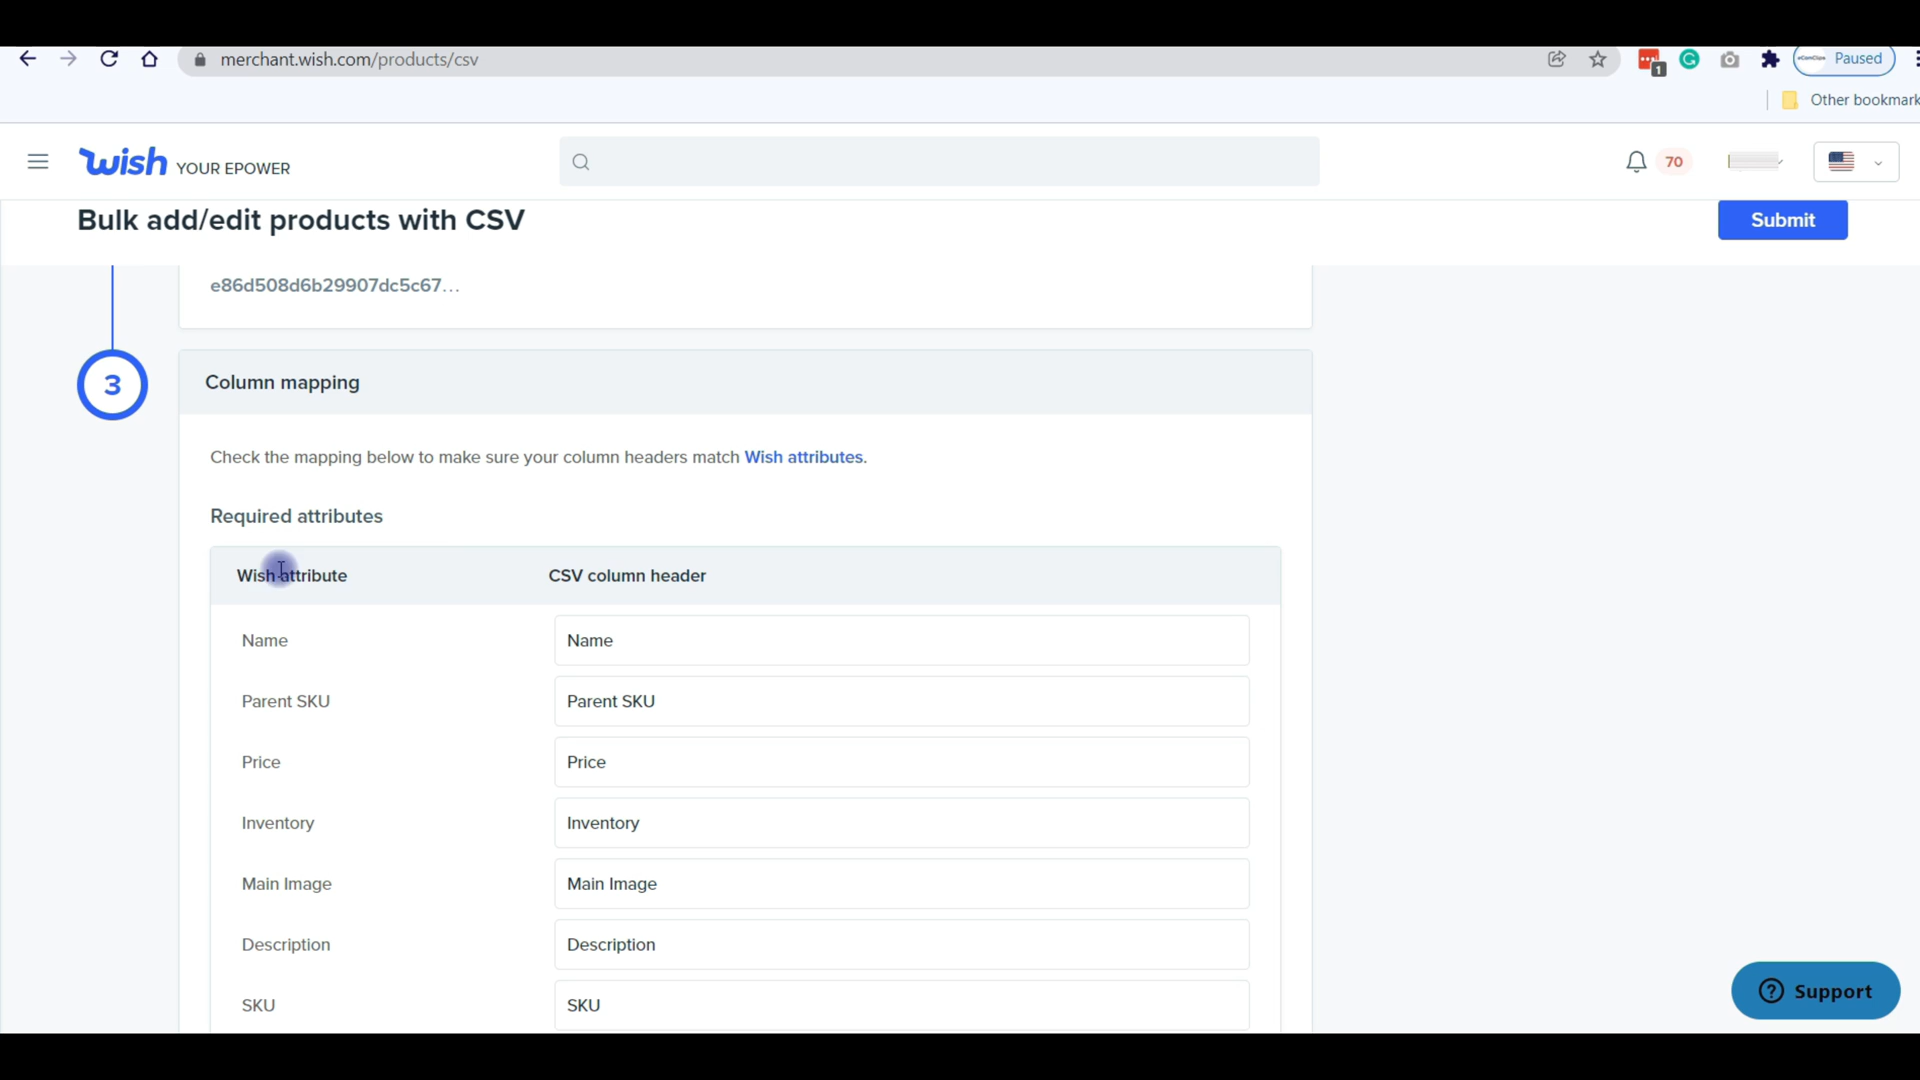 merchant.wish.com/products/csv
1
Paused
Other bookmark
wish YOUR EPOWER
70
Bulk add/edit products with CSV
Submit
e86d508d6b29907dc5c67...
3
Column mapping
Check the mapping below to make sure your column headers match Wish attributes.
Required attributes
Wish attribute CSV column header
Name Name
Parent SKU Parent SKU
Price Price
Inventory Inventory
Main Image Main Image
Description Description
SKU SKU
? Support